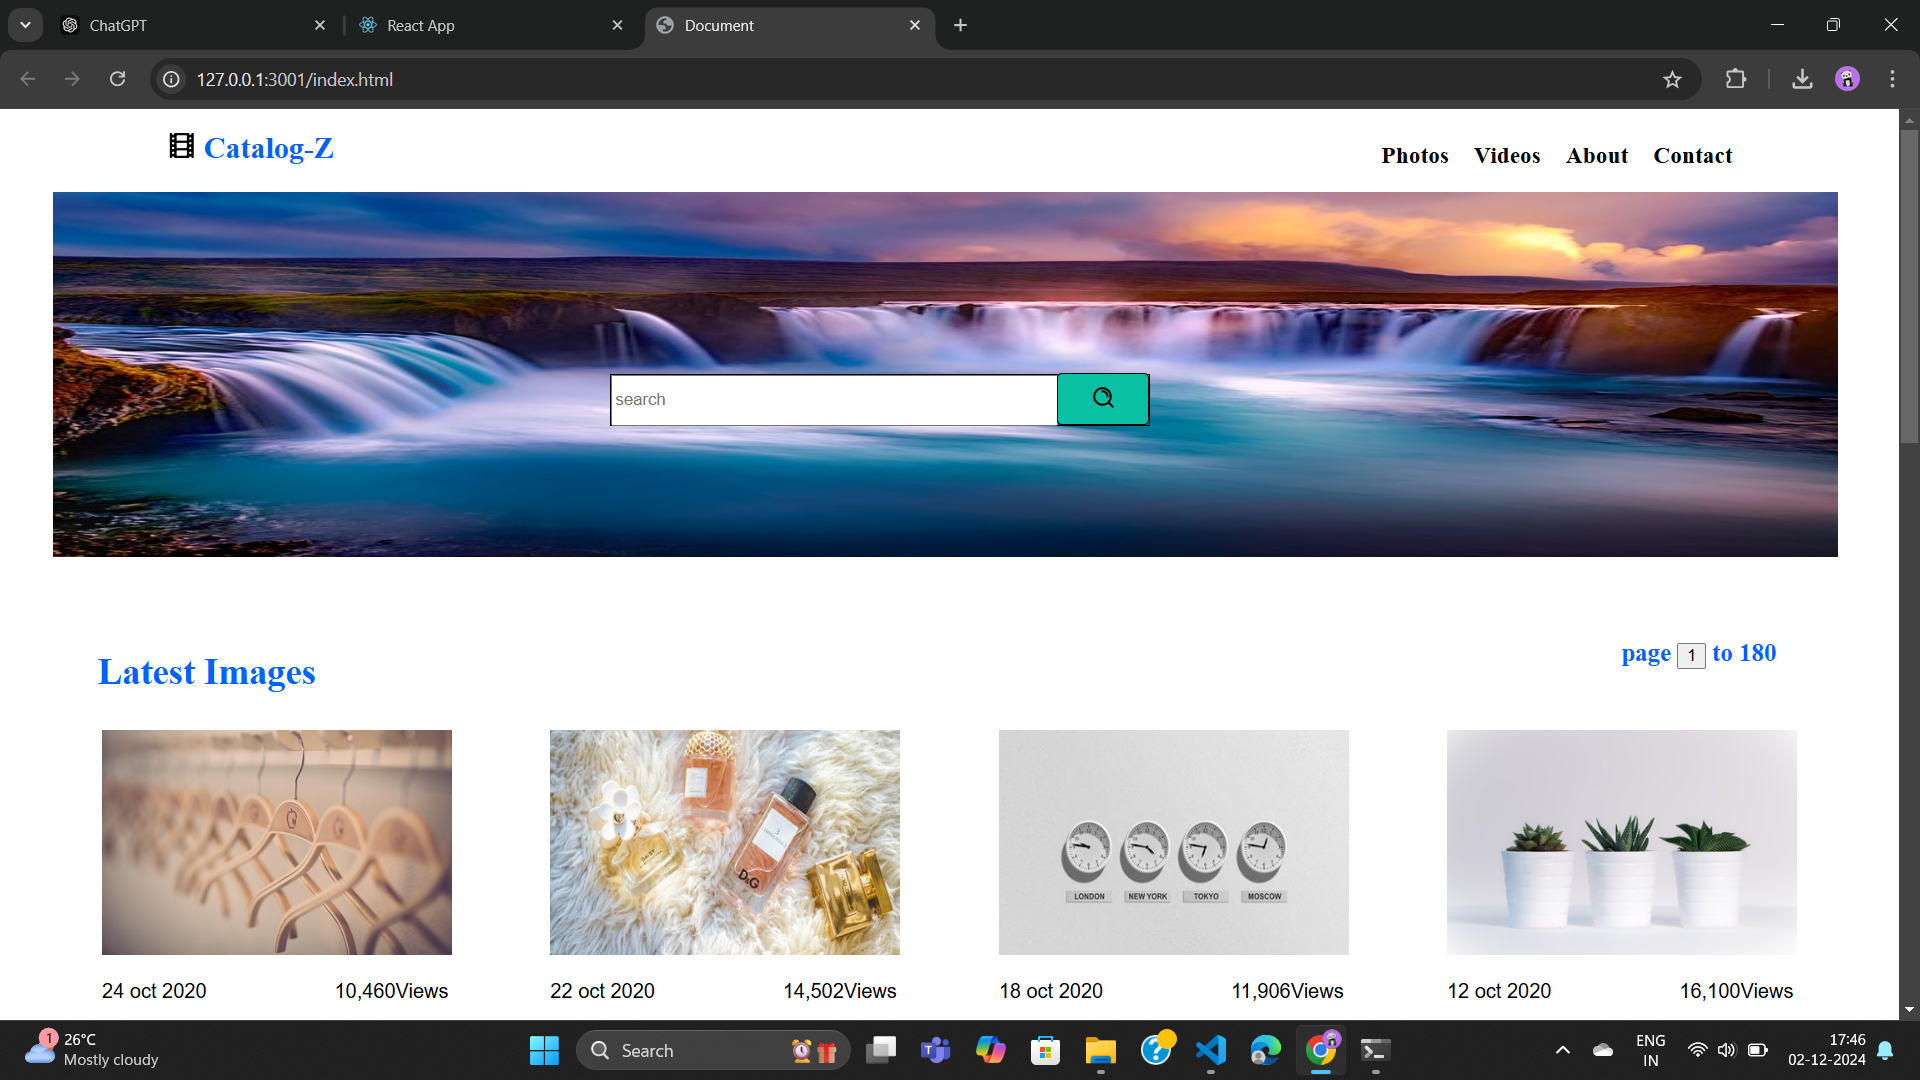 ChatGPT
React App
Document
127.0.0.1:3001/index.html
Catalog-Z
Photos Videos About Contact
search
Latest Images
page 1 to 180
DAISY
3
D&G
LONDON NEW YORK TOKYO MOSCOW
24 oct 2020 10,460Views
22 oct 2020 14,502Views
18 oct 2020 11,906Views
12 oct 2020 16,100Views
1
26°C
Mostly cloudy
Search
ENG
IN
17:46
02-12-2024